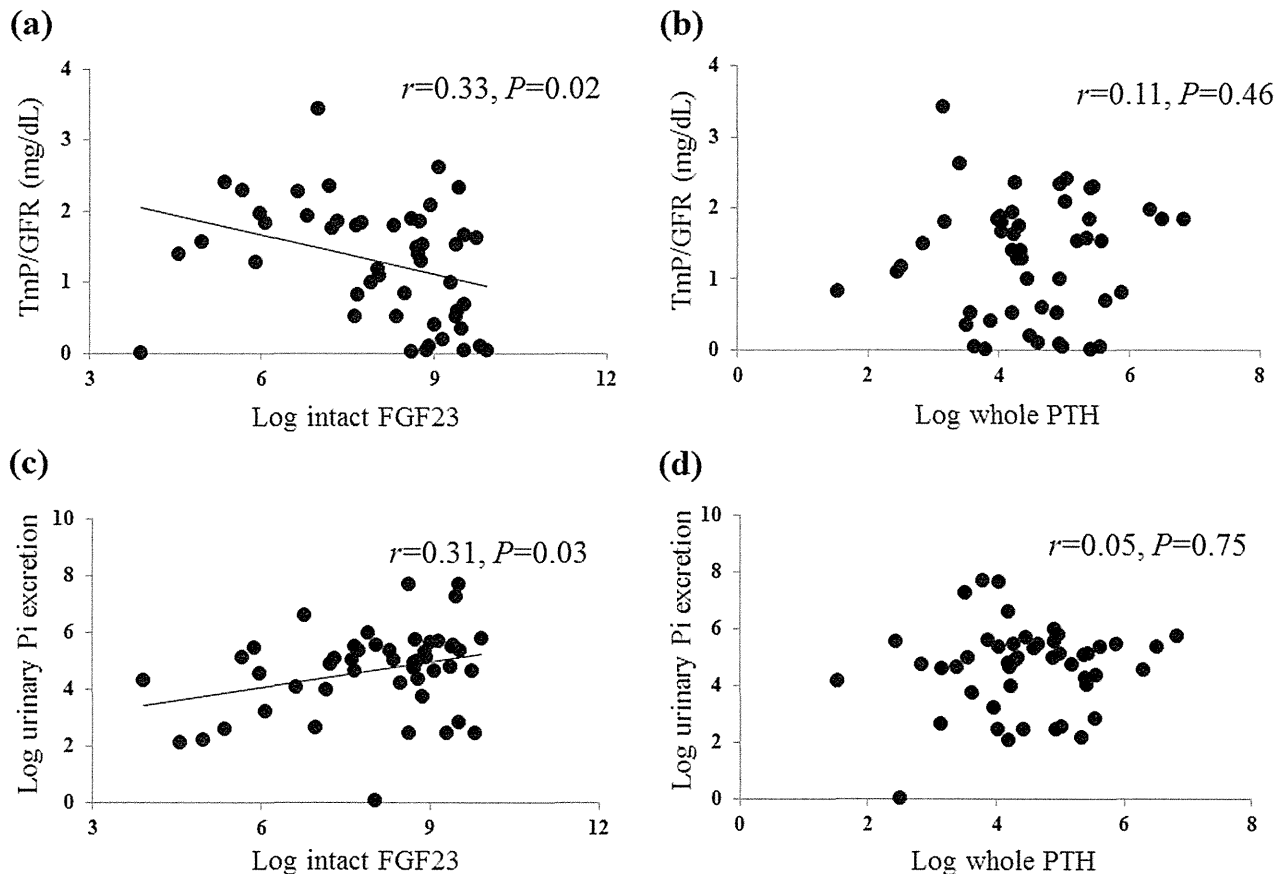 (a)
TmP/GFR (mg/dL)
4
3
2
1
0
3
6
9
12
r=0.33, P=0.02
Log intact FGF23
(b)
TmP/GFR (mg/dL)
4
3
2
1
0
0
2
4
6
8
r=0.11, P=0.46
Log whole PTH
(c)
Log urinary Pi excretion
10
8
6
4
2
0
3
6
9
12
r=0.31, P=0.03
Log intact FGF23
(d)
Log urinary Pi excretion
10
8
6
4
2
0
0
2
4
6
8
r=0.05, P=0.75
Log whole PTH